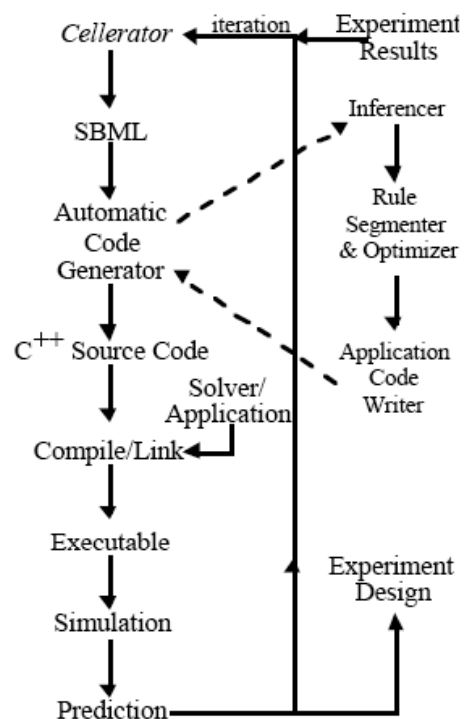 Cellerator
iteration
Experiment
Results
Inferencer
SBML
Automatic
Code
Generator
Rule
Segmenter
& Optimizer
C++ Source Code
Application
Code
Writer
Solver/
Application
Compile/Link
Executable
Experiment
Design
Simulation
Prediction